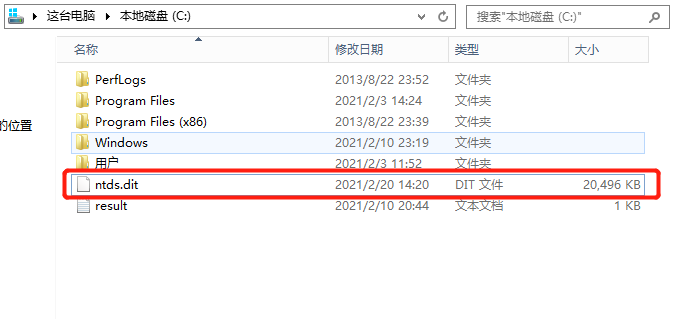 这台电脑 本地磁盘 (C:) 搜索"本地磁盘 (C:)"
名称 修改日期 类型 大小
PerfLogs 2013/8/22 23:52 文件夹
Program Files 2021/2/3 14:24 文件夹
的位置
Program Files (x86) 2013/8/22 23:39 文件夹
Windows 2021/2/10 23:19 文件夹
用户 2021/2/3 11:52 文件夹
ntds.dit 2021/2/20 14:20 DIT 文件 20,496 KB
result 2021/2/10 20:44 文本文档 1 KB